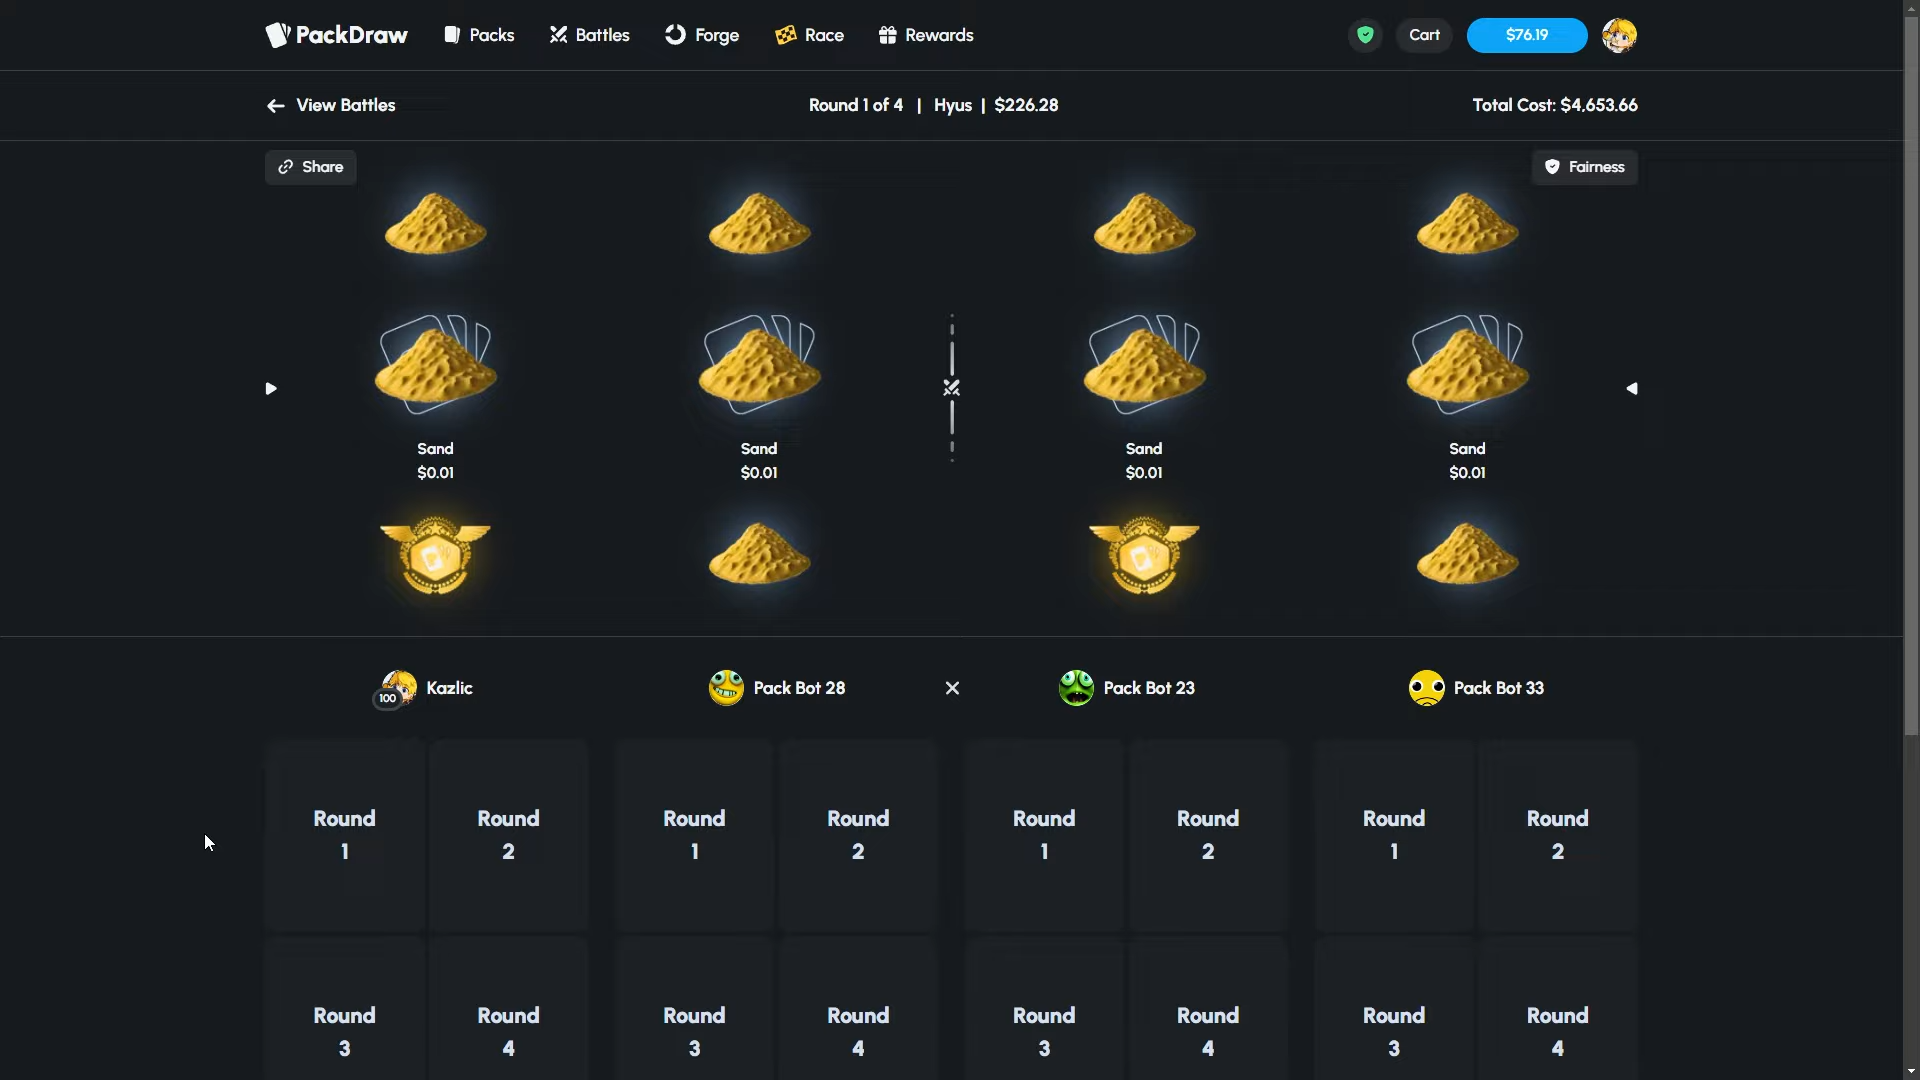 PackDraw
Packs
Battles
Forge
Race
Rewards
Cart
$76.19
View Battles
Round 1 of 4 | Hyus | $226.28
Total Cost: $4,653.66
Share
Fairness
Sand
$0.01
Sand
$0.01
Sand
$0.01
Sand
$0.01
100
Kazlic
Pack Bot 28
Pack Bot 23
Pack Bot 33
Round
1
Round
2
Round
1
Round
2
Round
1
Round
2
Round
1
Round
2
Round
3
Round
4
Round
3
Round
4
Round
3
Round
4
Round
3
Round
4